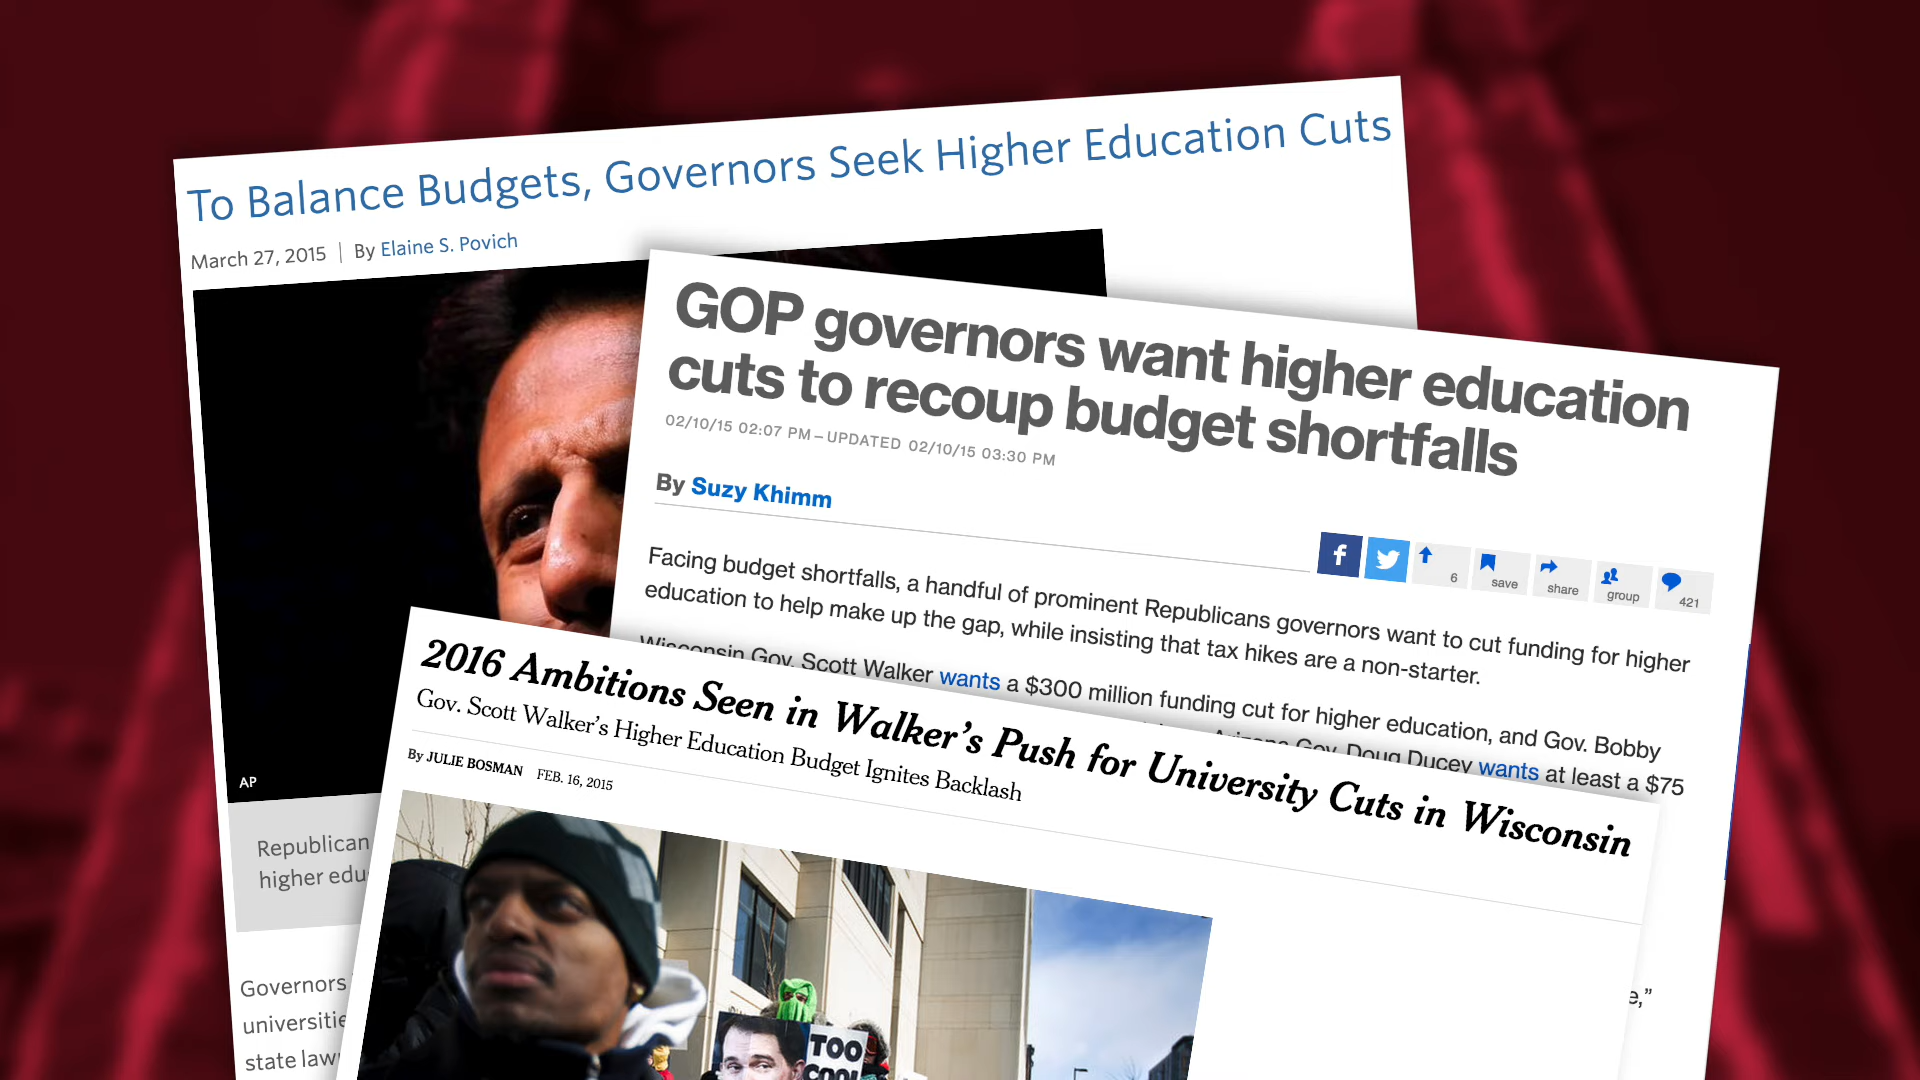 To Balance Budgets, Governors Seek Higher Education Cuts
March 27, 2015 | By Elaine S. Povich
AP
Republican
higher edu
Governors
universitie
state law
GOP governors want higher education
cuts to recoup budget shortfalls
02/10/15 02:07 PM – UPDATED 02/10/15 03:30 PM
By Suzy Khimm
f
6
save
share
group
421
Facing budget shortfalls, a handful of prominent Republicans governors want to cut funding for higher
education to help make up the gap, while insisting that tax hikes are a non-starter.
Wisconsin Gov. Scott Walker wants a $300 million funding cut for higher education, and Gov. Bobby
Arizona Gov. Doug Ducey wants at least a $75
e,”
2016 Ambitions Seen in Walker’s Push for University Cuts in Wisconsin
Gov. Scott Walker’s Higher Education Budget Ignites Backlash
By JULIE BOSMAN FEB. 16, 2015
TOO
COOL